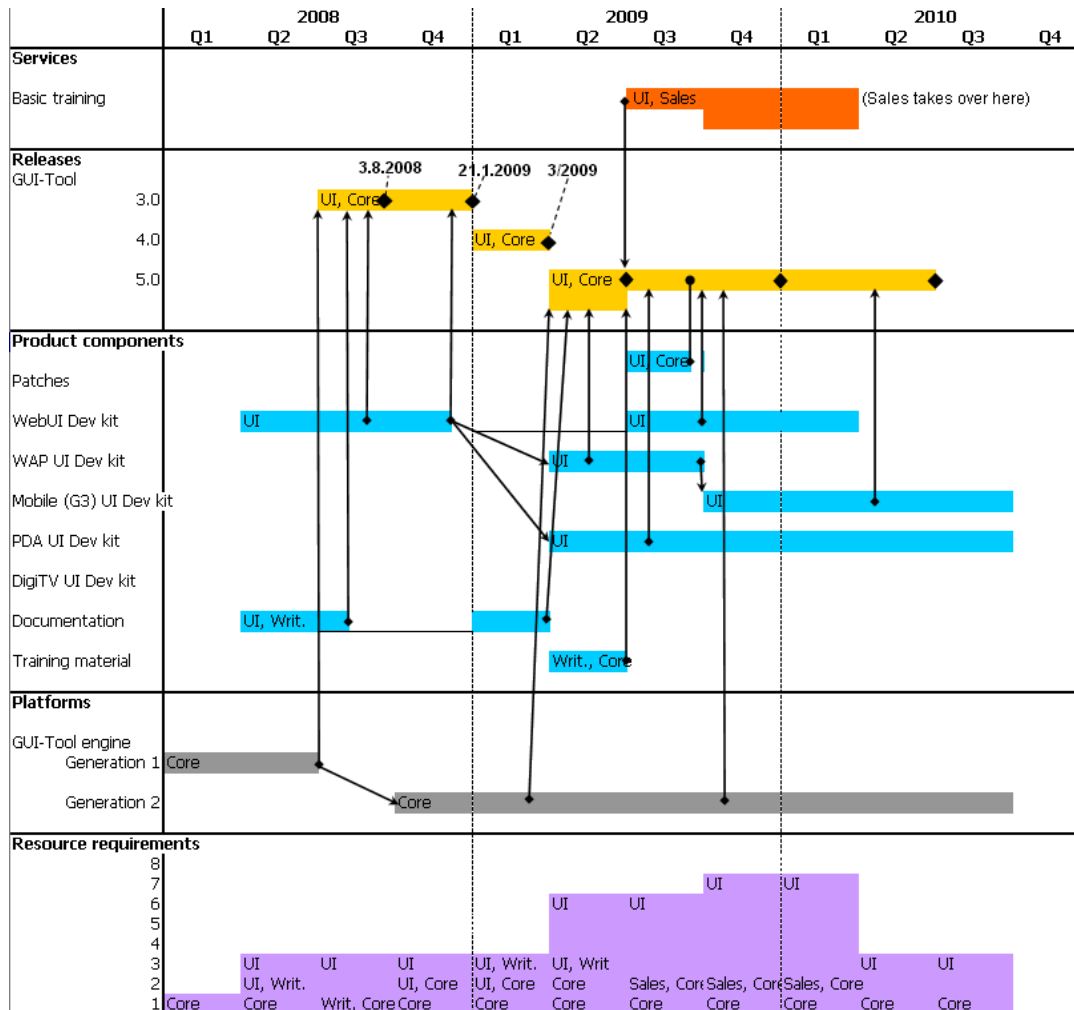 2008 2009 2010
Q1 Q2 Q3 Q4 Q1 Q2 Q3 Q4 Q1 Q2 Q3 Q4
Services
Basic training UI, Sales (Sales takes over here)
Releases
GUI-Tool 3.8.2008 21.1.2009 3/2009
3.0 UI, Core
4.0 UI, Core
5.0 UI, Core
Product components
UI, Core
Patches
WebUI Dev kit UI UI
WAP UI Dev kit UI
Mobile (G3) UI Dev kit UI
PDA UI Dev kit UI
DigiTV UI Dev kit
Documentation UI, Writ.
Training material Writ., Core
Platforms
GUI-Tool engine
Generation 1 Core
Generation 2 Core
Resource requirements
8
7 UI UI
6 UI UI
5
4
3 UI UI UI UI, Writ. UI, Writ UI UI
2 UI, Writ. UI, Core UI, Core Core Sales, Core Sales, Core Sales, Core
1 Core Core Writ, Core Core Core Core Core Core Core Core Core